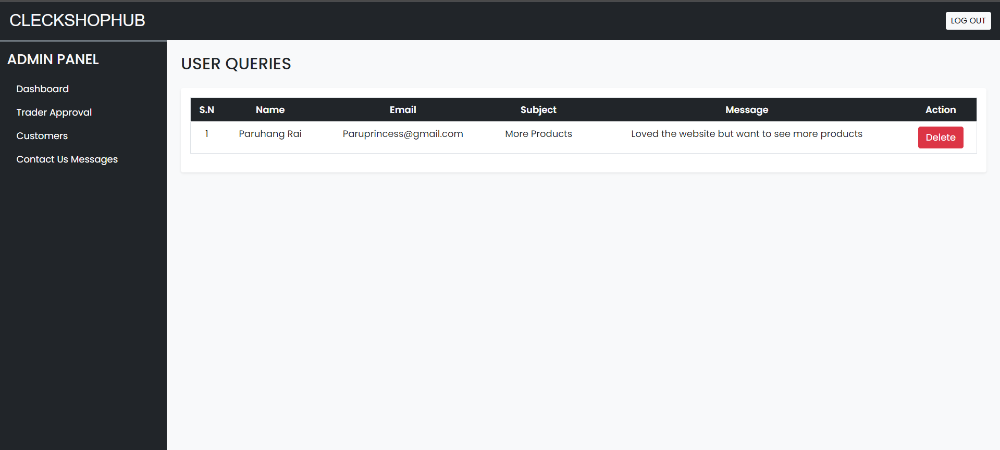 CLECKSHOPHUB
LOG OUT
ADMIN PANEL
Dashboard
Trader Approval
Customers
Contact Us Messages
USER QUERIES
S.N Name Email Subject Message Action
1 Paruhang Rai Paruprincess@gmail.com More Products Loved the website but want to see more products Delete